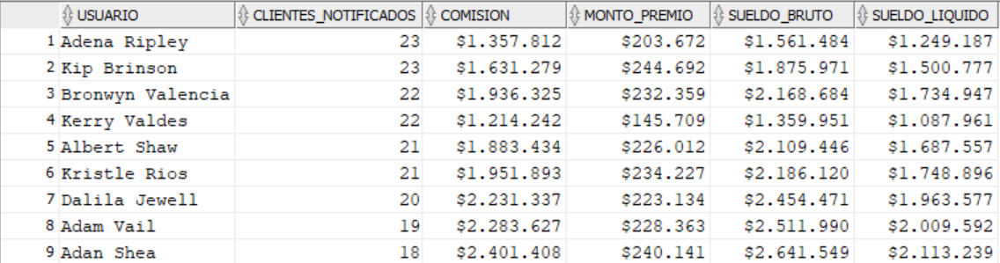 USUARIO CLIENTES_NOTIFICADOS COMISION MONTO_PREMIO SUELDO_BRUTO SUELDO_LIQUIDO
1 Adena Ripley 23 $1.357.812 $203.672 $1.561.484 $1.249.187
2 Kip Brinson 23 $1.631.279 $244.692 $1.875.971 $1.500.777
3 Bronwyn Valencia 22 $1.936.325 $232.359 $2.168.684 $1.734.947
4 Kerry Valdes 22 $1.214.242 $145.709 $1.359.951 $1.087.961
5 Albert Shaw 21 $1.883.434 $226.012 $2.109.446 $1.687.557
6 Kristle Rios 21 $1.951.893 $234.227 $2.186.120 $1.748.896
7 Dalila Jewell 20 $2.231.337 $223.134 $2.454.471 $1.963.577
8 Adam Vail 19 $2.283.627 $228.363 $2.511.990 $2.009.592
9 Adan Shea 18 $2.401.408 $240.141 $2.641.549 $2.113.239